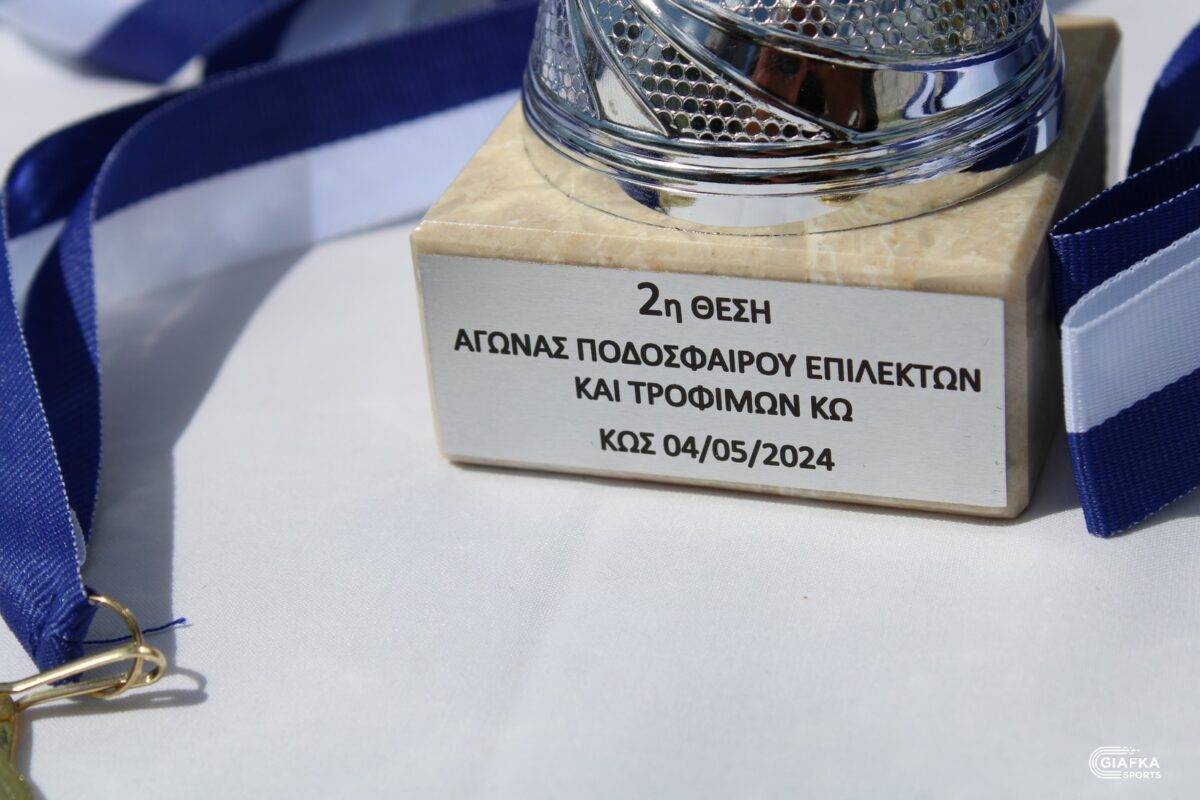 2η ΘΕΣΗ
ΑΓΩΝΑΣ ΠΟΔΟΣΦΑΙΡΟΥ ΕΠΙΛΕΚΤΩΝ
ΚΑΙ ΤΡΟΦΙΜΩΝ ΚΩ
ΚΩΣ 04/05/2024
GIAFKA
SPORTS